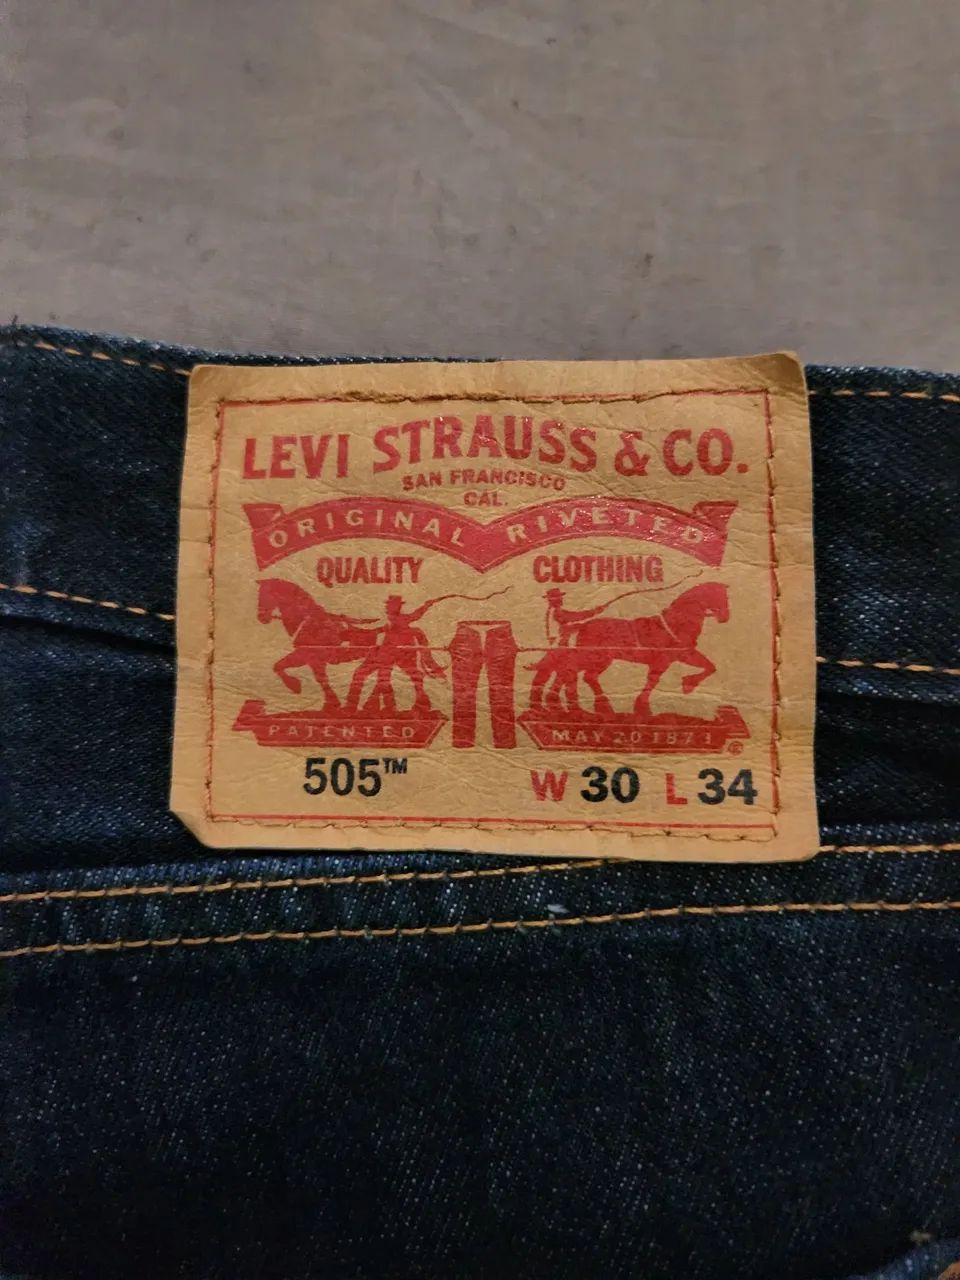 LEVI STRAUSS & CO.
SAN FRANCISCO
CAL.
ORIGINAL RIVETED
QUALITY CLOTHING
PATENTED MAY 20 1873 ®
505™ W 30 L 34